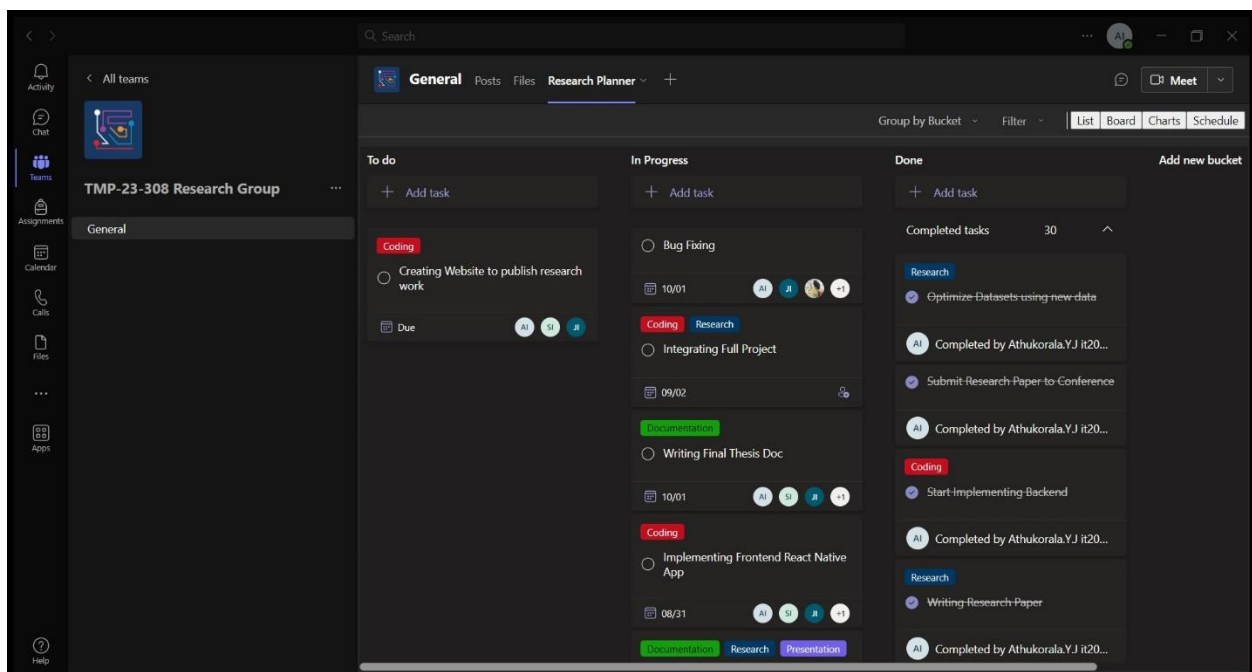 Search
AI
Activity
Chat
Teams
Assignments
Calendar
Calls
Files
Apps
Help
All teams
TMP-23-308 Research Group
General
General
Posts
Files
Research Planner
Meet
Group by Bucket
Filter
List
Board
Charts
Schedule
To do
Add task
Coding
Creating Website to publish research
work
Due
AI SI JI
In Progress
Add task
Bug Fixing
10/01
AI JI +1
Coding Research
Integrating Full Project
09/02
Documentation
Writing Final Thesis Doc
10/01
AI SI JI +1
Coding
Implementing Frontend React Native
App
08/31
AI SI JI +1
Documentation Research Presentation
Done
Add task
Completed tasks 30
Research
Optimize Datasets using new data
AI Completed by Athukorala.Y.J it20...
Submit Research Paper to Conference
AI Completed by Athukorala.Y.J it20...
Coding
Start Implementing Backend
AI Completed by Athukorala.Y.J it20...
Research
Writing Research Paper
AI Completed by Athukorala.Y.J it20...
Add new bucket